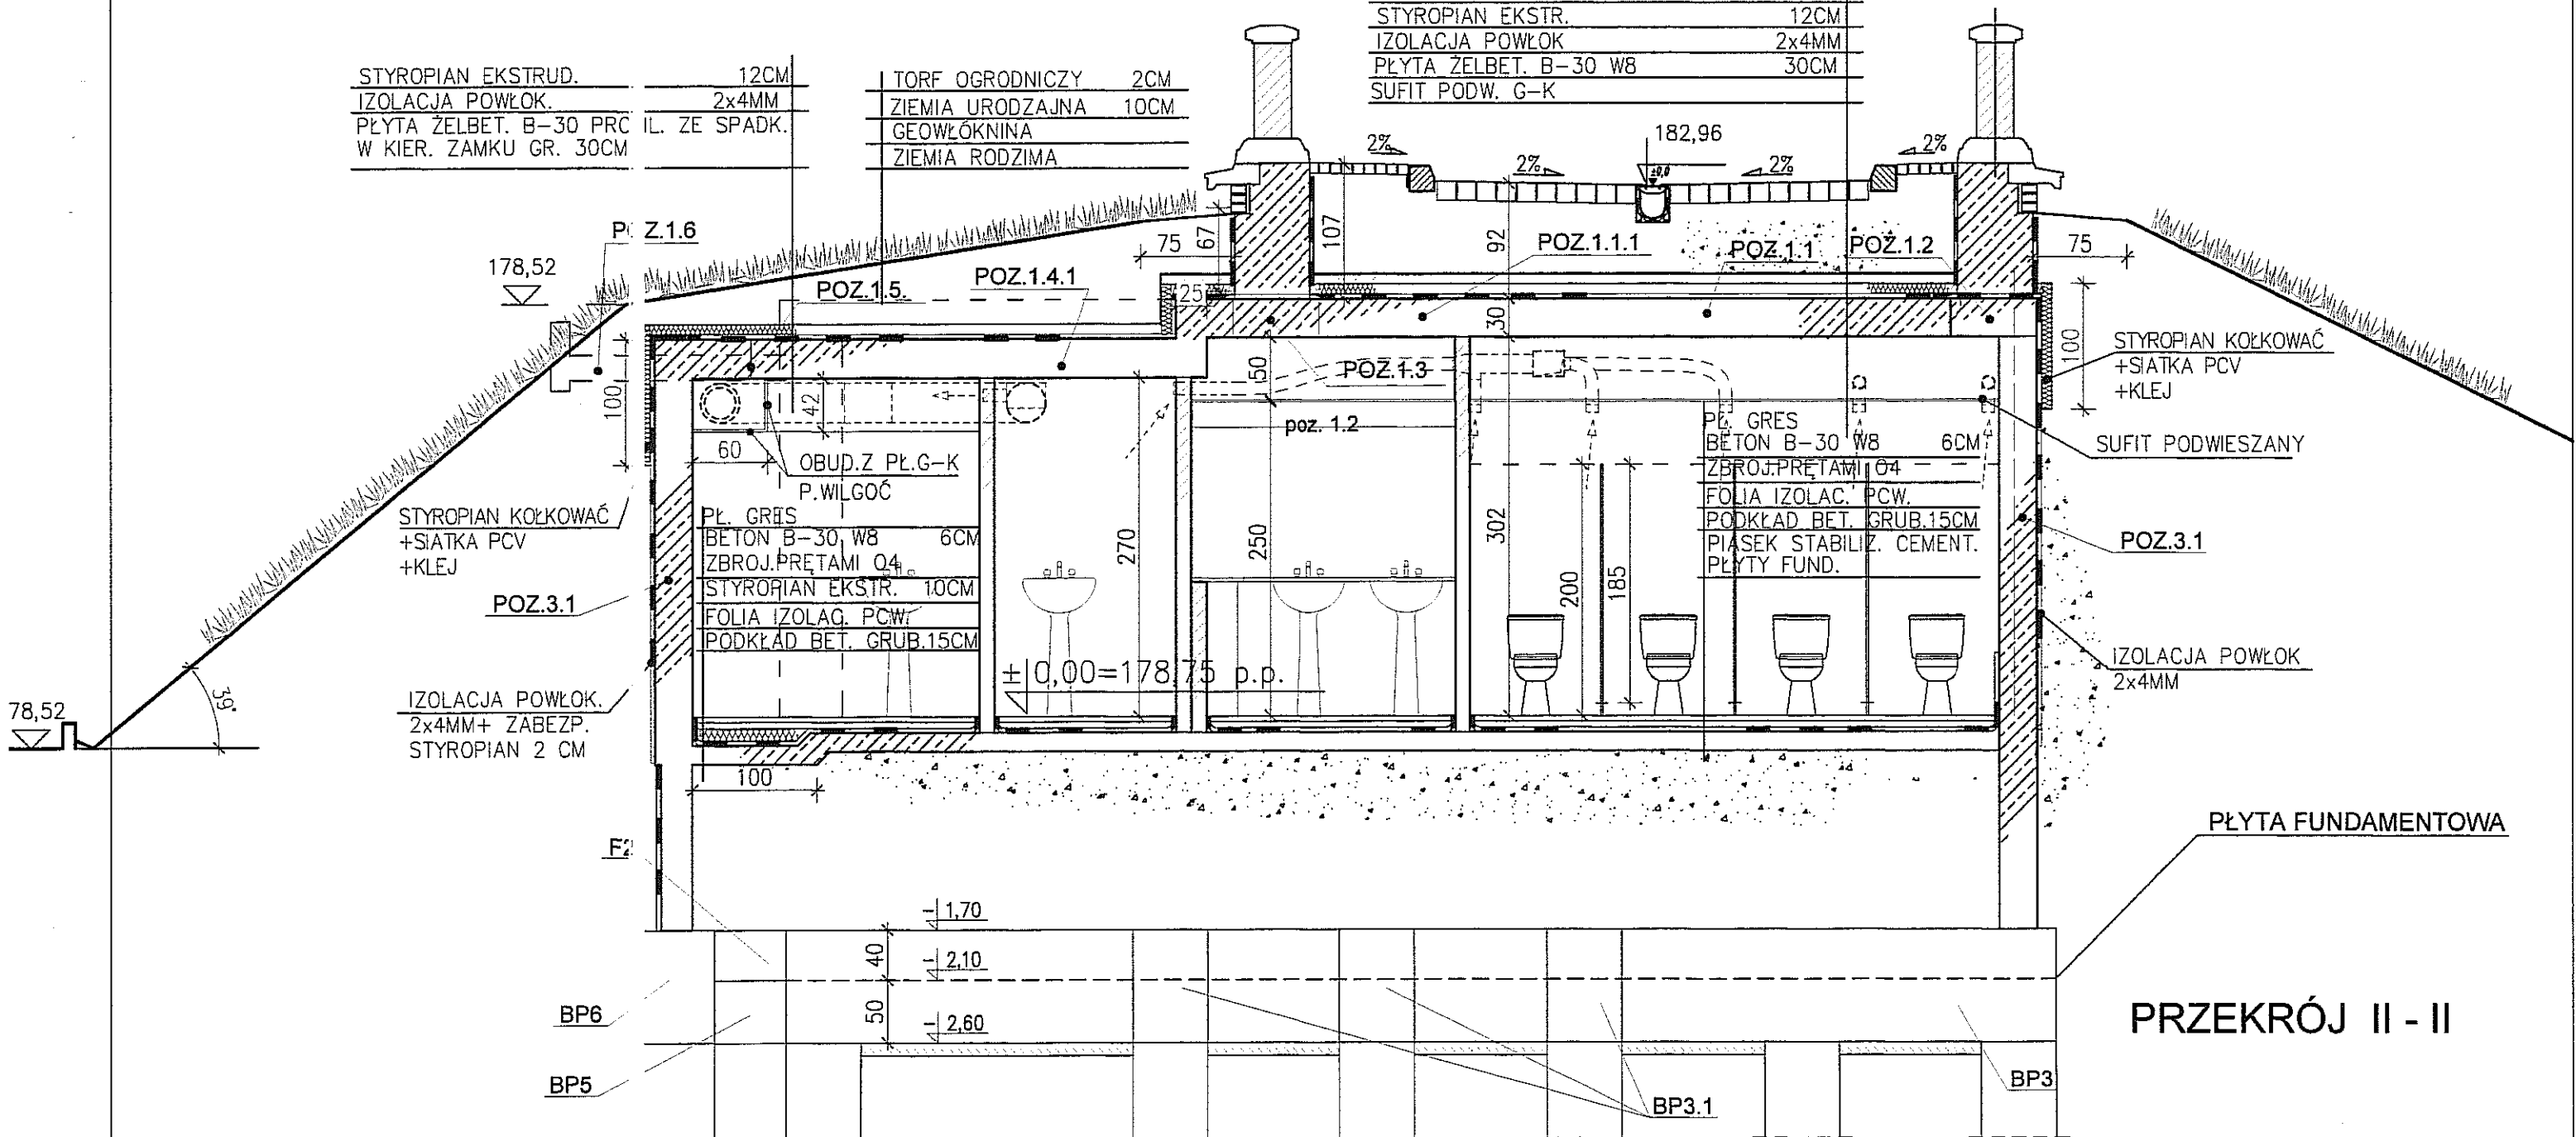 STYROPIAN EKSTR. 12CM
IZOLACJA POWŁOK 2x4MM
PŁYTA ŻELBET. B-30 W8 30CM
SUFIT PODW. G-K
STYROPIAN EKSTRUD. 12CM
IZOLACJA POWŁOK. 2x4MM
PŁYTA ŻELBET. B-30 PRC IL. ZE SPADK.
W KIER. ZAMKU GR. 30CM
TORF OGRODNICZY 2CM
ZIEMIA URODZAJNA 10CM
GEOWŁÓKNINA
ZIEMIA RODZIMA
182,96
±0,0
2%
2%
2%
2%
POZ.1.6
178,52
POZ.1.5.
POZ.1.4.1
75
67
107
92
POZ.1.1.1
POZ.1.1
POZ.1.2
75
25
30
50
POZ.1.3
100
STYROPIAN KOŁKOWAĆ
+SIATKA PCV
+KLEJ
SUFIT PODWIESZANY
100
42
60
OBUD.Z PŁ.G-K
P.WILGOĆ
poz. 1.2
PŁ. GRES
BETON B-30 W8 6CM
ZBROJ.PRĘTAMI O4
FOLIA IZOLAC. PCW.
PODKŁAD BET. GRUB.15CM
PIASEK STABILIZ. CEMENT.
PŁYTY FUND.
STYROPIAN KOŁKOWAĆ
+SIATKA PCV
+KLEJ
PŁ. GRES
BETON B-30 W8 6CM
ZBROJ.PRĘTAMI O4
STYROPIAN EKSTR. 10CM
FOLIA IZOLAC. PCW
PODKŁAD BET. GRUB.15CM
270
250
302
200
185
POZ.3.1
POZ.3.1
±0,00=178,75 p.p.
IZOLACJA POWŁOK
2x4MM
IZOLACJA POWŁOK.
2x4MM+ ZABEZP.
STYROPIAN 2 CM
39°
78,52
100
PŁYTA FUNDAMENTOWA
F2
-1,70
40
-2,10
50
-2,60
BP6
BP5
BP3.1
BP3
PRZEKRÓJ II - II